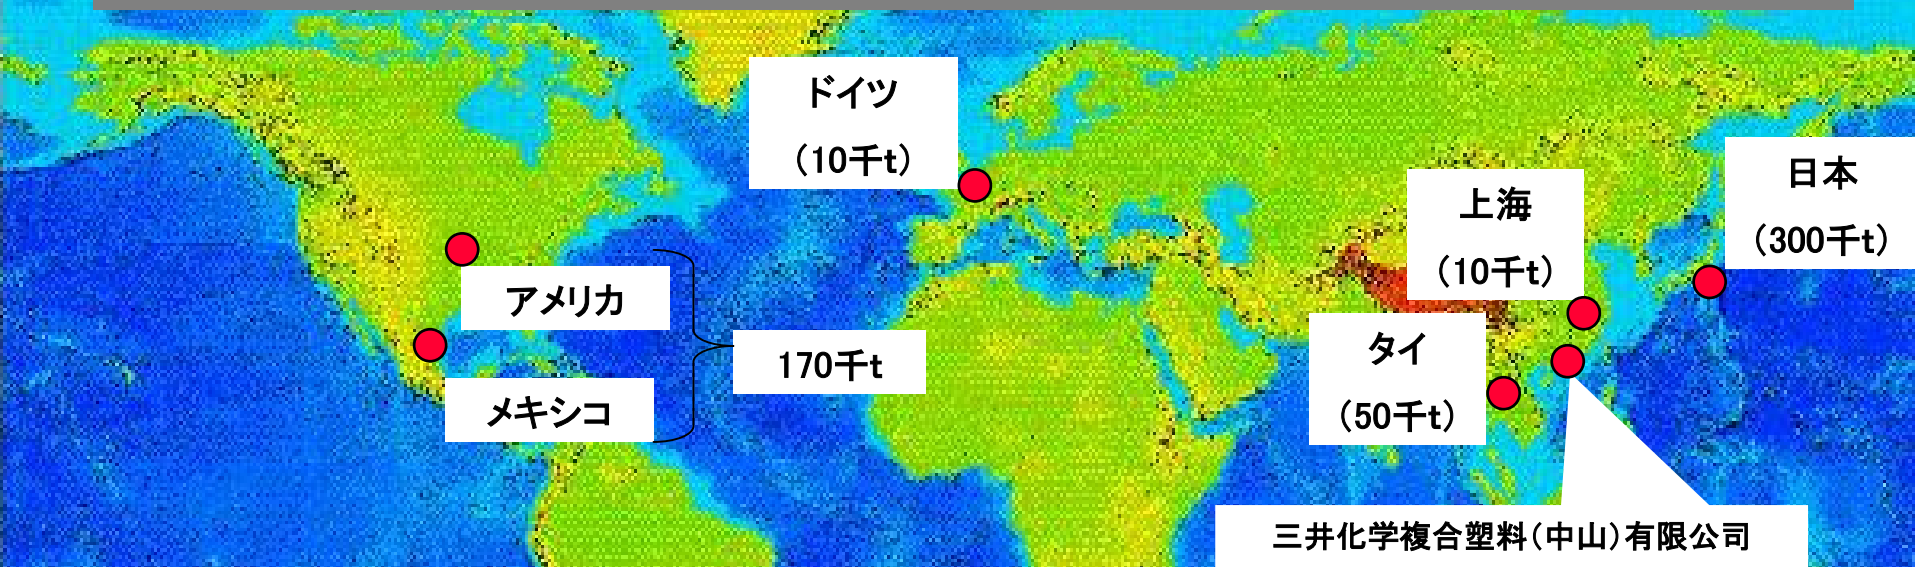 ドイツ
（10千t）
日本
（300千t）
上海
（10千t）
アメリカ
170千t
タイ
（50千t）
メキシコ
三井化学複合塑料（中山）有限公司